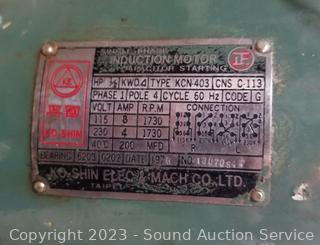 SINGLE-PHASE
INDUCTION MOTOR
CAPACITOR STARTING
HP ½ KW 0.4 TYPE KCN-403 CNS C-113
PHASE 1 POLE 4 CYCLE 60 Hz CODE G
VOLT AMP R.P.M CONNECTION
115 8 1730
230 4 1730
40°C 200 MFD R
BEARING 6203 6202 DATE No
KO-SHIN
KO-SHIN ELEC & MACH CO., LTD.
TAIPEI
Copyright © 2023 - Sound Auction Service